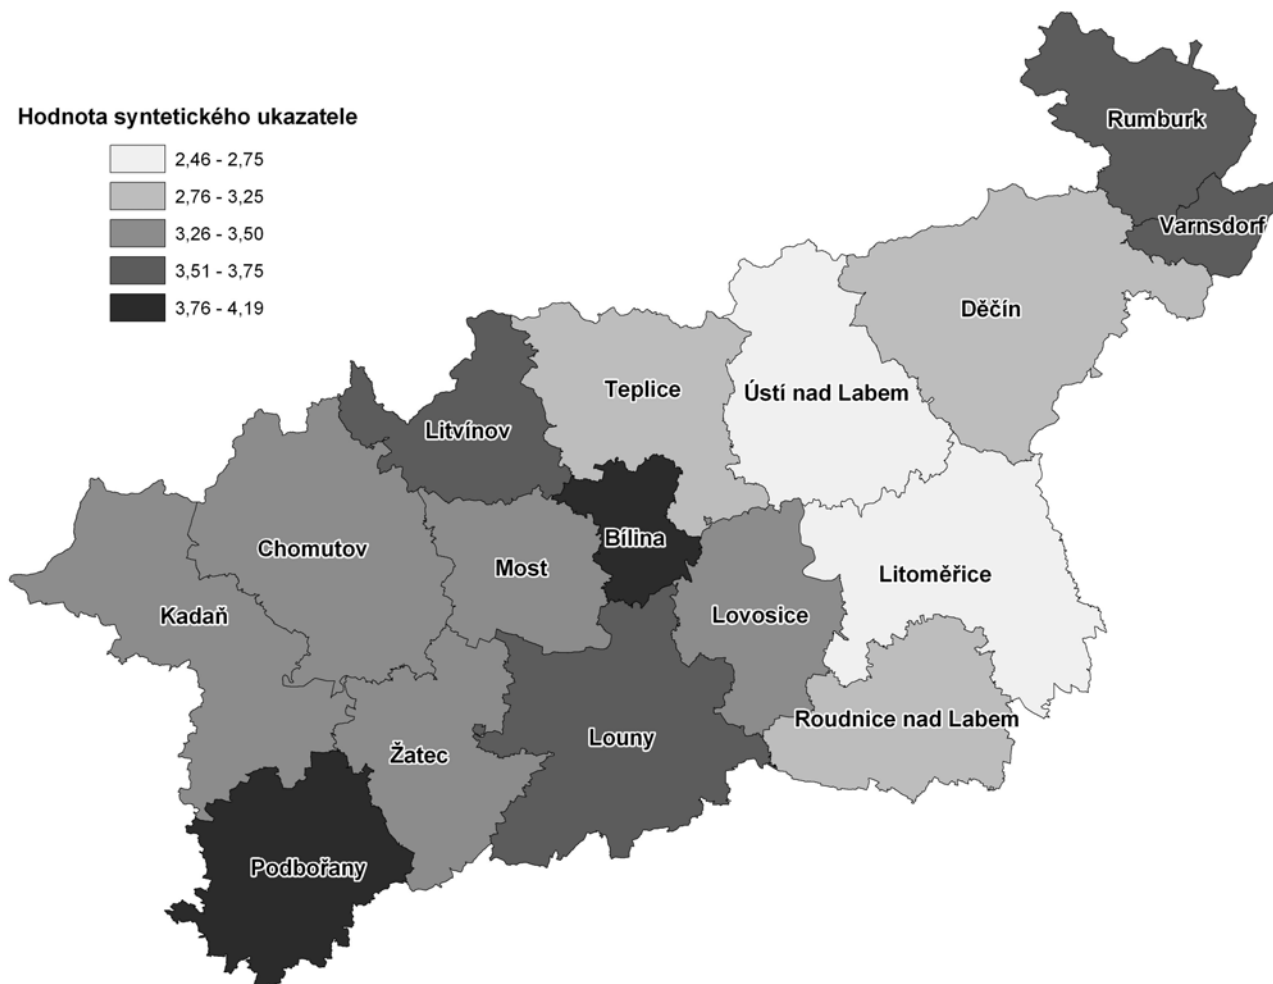 Hodnota syntetického ukazatele
2,46 - 2,75
2,76 - 3,25
3,26 - 3,50
3,51 - 3,75
3,76 - 4,19
Rumburk
Varnsdorf
Děčín
Teplice
Ústí nad Labem
Litvínov
Bílina
Chomutov
Most
Litoměřice
Kadaň
Lovosice
Roudnice nad Labem
Louny
Žatec
Podbořany